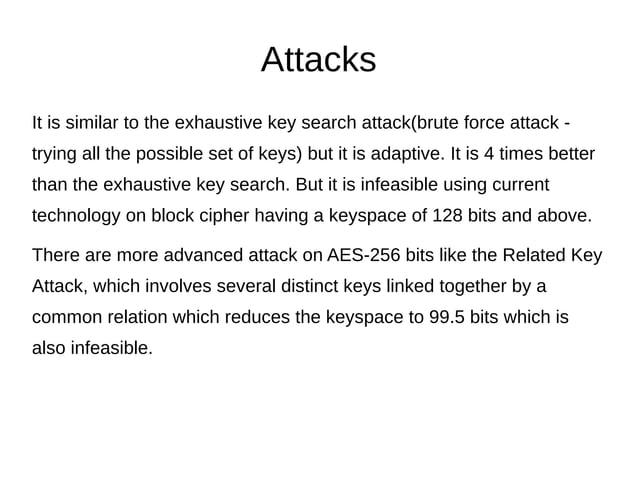 Attacks
It is similar to the exhaustive key search attack(brute force attack -
trying all the possible set of keys) but it is adaptive. It is 4 times better
than the exhaustive key search. But it is infeasible using current
technology on block cipher having a keyspace of 128 bits and above.
There are more advanced attack on AES-256 bits like the Related Key
Attack, which involves several distinct keys linked together by a
common relation which reduces the keyspace to 99.5 bits which is
also infeasible.